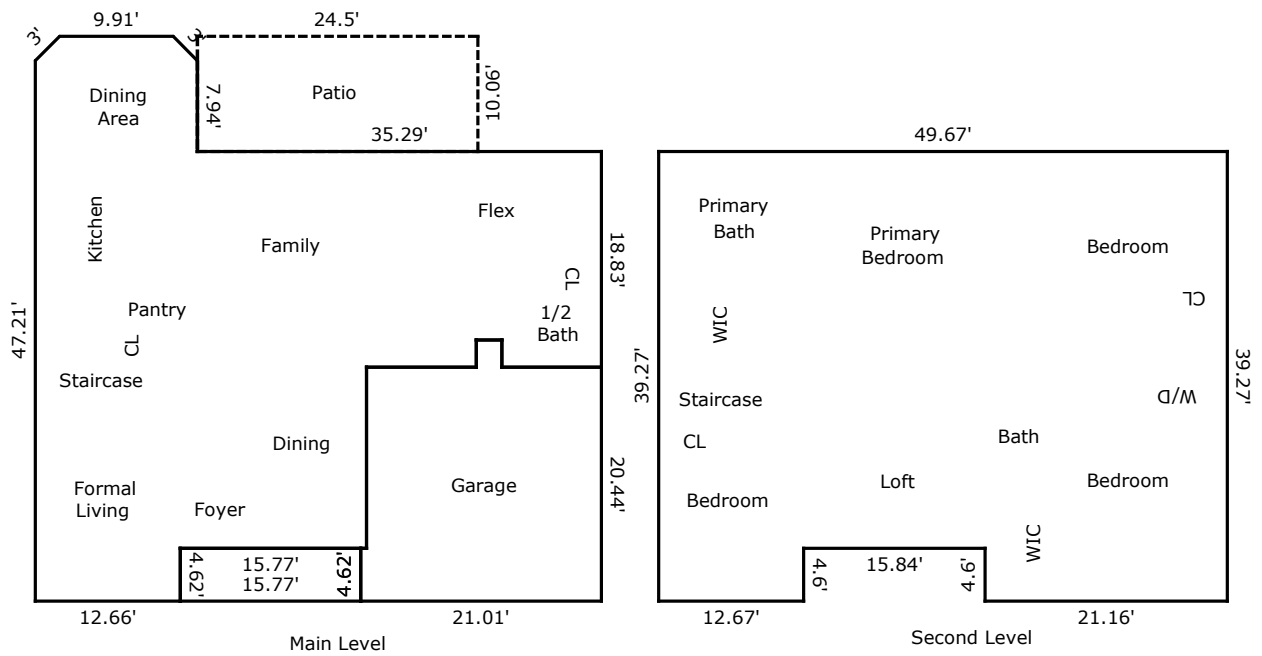 9.91'
24.5'
3'
3'
Dining
Area
7.94'
Patio
10.06'
35.29'
49.67'
Kitchen
Family
Flex
18.83'
CL
Pantry
1/2
Bath
CL
47.21'
Staircase
Dining
Garage
20.44'
Formal
Living
Foyer
4.62'
15.77'
15.77'
4.62'
12.66'
21.01'
Main Level
Primary
Bath
Primary
Bedroom
Bedroom
CL
WIC
39.27'
39.27'
Staircase
W/D
CL
Bath
Bedroom
Loft
Bedroom
WIC
4.6'
15.84'
4.6'
12.67'
21.16'
Second Level